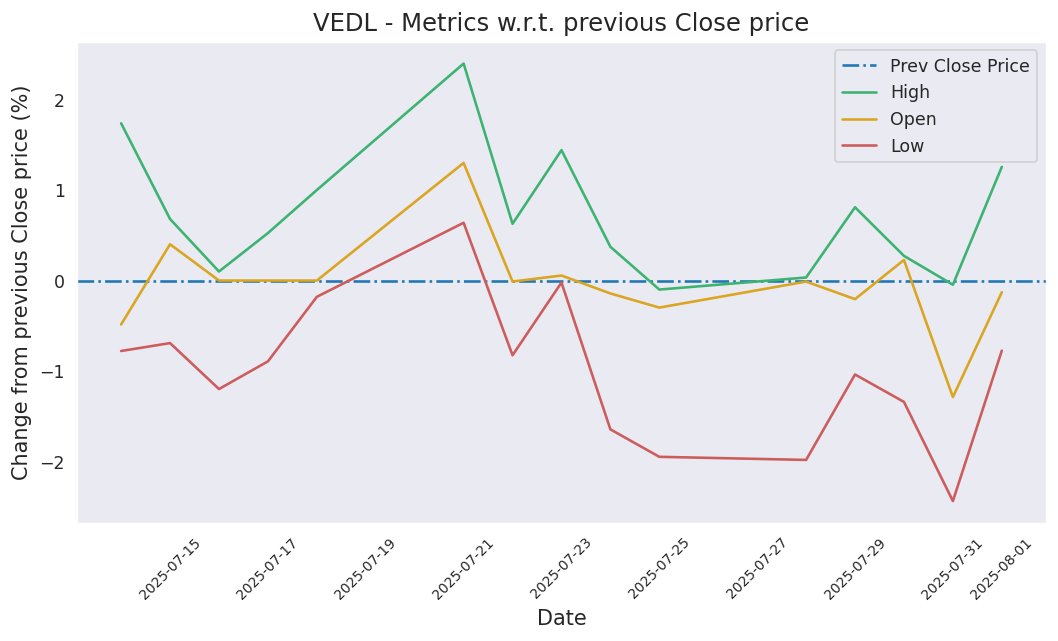 VEDL - Metrics w.r.t. previous Close price
Change from previous Close price (%)
2
1
0
−1
−2
Prev Close Price
High
Open
Low
2025-07-15
2025-07-17
2025-07-19
2025-07-21
2025-07-23
2025-07-25
2025-07-27
2025-07-29
2025-07-31
2025-08-01
Date